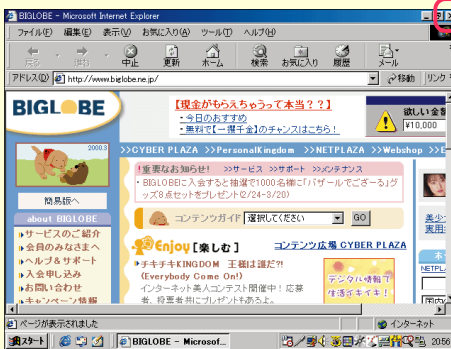 BIGLOBE - Microsoft Internet Explorer
ファイル(F) 編集(E) 表示(V) お気に入り(A) ツール(T) ヘルプ(H)
戻る 進む 中止 更新 ホーム 検索 お気に入り 履歴 メール
アドレス(D) http://www.biglobe.ne.jp/ 移動 リンク
BIGLOBE
【現金がもらえちゃうって本当？？】
・今日のおすすめ
・無料で【一攫千金】のチャンスはこちら!
欲しい金を
¥10,000
>>CYBER PLAZA >>PersonalKingdom >>NETPLAZA >>Webshop >>E
2000.3
簡易版へ
about BIGLOBE
サービスのご紹介
会員のみなさまへ
ヘルプ&サポート
入会申し込み
お問い合わせ
キャンペーン情報
!重要なお知らせ! >>サービス >>サポート >>メンテナンス
・BIGLOBEに入会すると抽選で1000名様に「バザールでござーる」グッズ8点セットをプレゼント(2/24-3/20)
コンテンツガイド 選択してください GO
Enjoy [楽しむ] コンテンツ広場 CYBER PLAZA
チキチキKINGDOM 王様は誰だ?!
(Everybody Come On!)
インターネット美人コンテスト開催中! 応募
者、投票者共にプレゼントもあるよ。
デジタル情報で
生活イキイキ!
美少
実用
NETPL
国内
ページが表示されました インターネット
スタート BIGLOBE - Microsof... 20:56